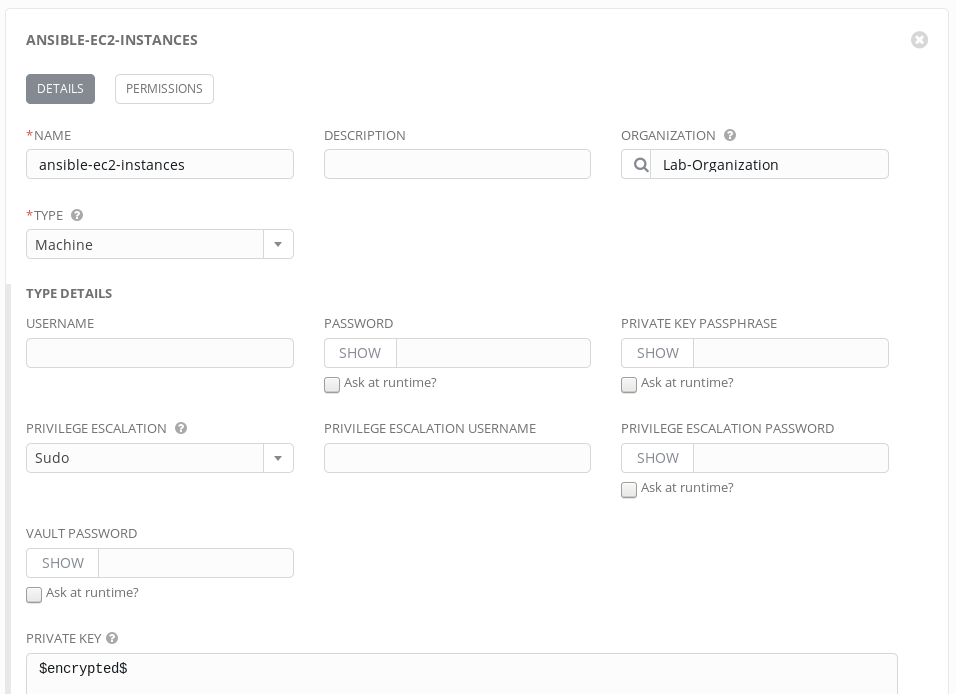 ANSIBLE-EC2-INSTANCES
DETAILS PERMISSIONS
*NAME DESCRIPTION ORGANIZATION
ansible-ec2-instances Lab-Organization
*TYPE
Machine
TYPE DETAILS
USERNAME PASSWORD PRIVATE KEY PASSPHRASE
SHOW SHOW
Ask at runtime? Ask at runtime?
PRIVILEGE ESCALATION PRIVILEGE ESCALATION USERNAME PRIVILEGE ESCALATION PASSWORD
Sudo SHOW
Ask at runtime?
VAULT PASSWORD
SHOW
Ask at runtime?
PRIVATE KEY
$encrypted$